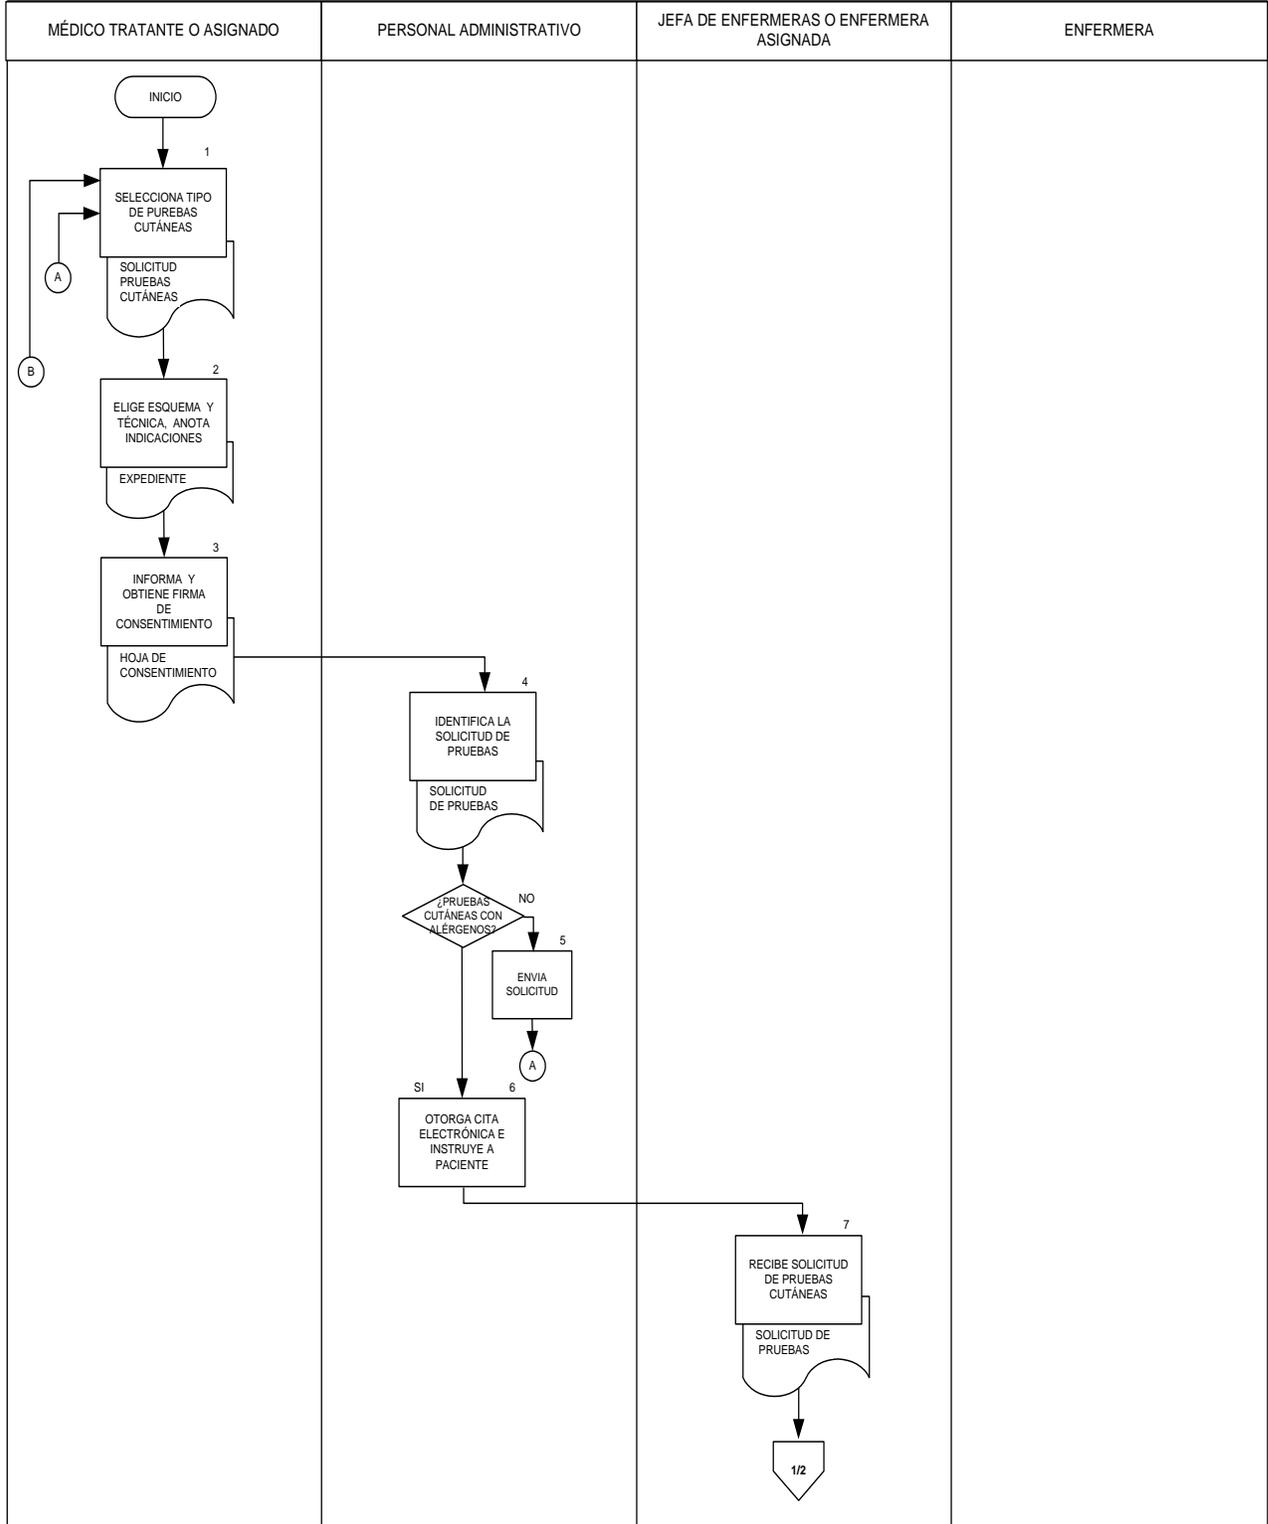 MÉDICO TRATANTE O ASIGNADO
PERSONAL ADMINISTRATIVO
JEFA DE ENFERMERAS O ENFERMERA
ASIGNADA
ENFERMERA
INICIO
1
SELECCIONA TIPO
DE PUREBAS
CUTÁNEAS
SOLICITUD
PRUEBAS
CUTÁNEAS
A
B
2
ELIGE ESQUEMA Y
TÉCNICA, ANOTA
INDICACIONES
EXPEDIENTE
3
INFORMA Y
OBTIENE FIRMA
DE
CONSENTIMIENTO
HOJA DE
CONSENTIMIENTO
4
IDENTIFICA LA
SOLICITUD DE
PRUEBAS
SOLICITUD
DE PRUEBAS
¿PRUEBAS
CUTÁNEAS CON
ALÉRGENOS?
NO
5
ENVIA
SOLICITUD
A
SI
6
OTORGA CITA
ELECTRÓNICA E
INSTRUYE A
PACIENTE
7
RECIBE SOLICITUD
DE PRUEBAS
CUTÁNEAS
SOLICITUD DE
PRUEBAS
1/2